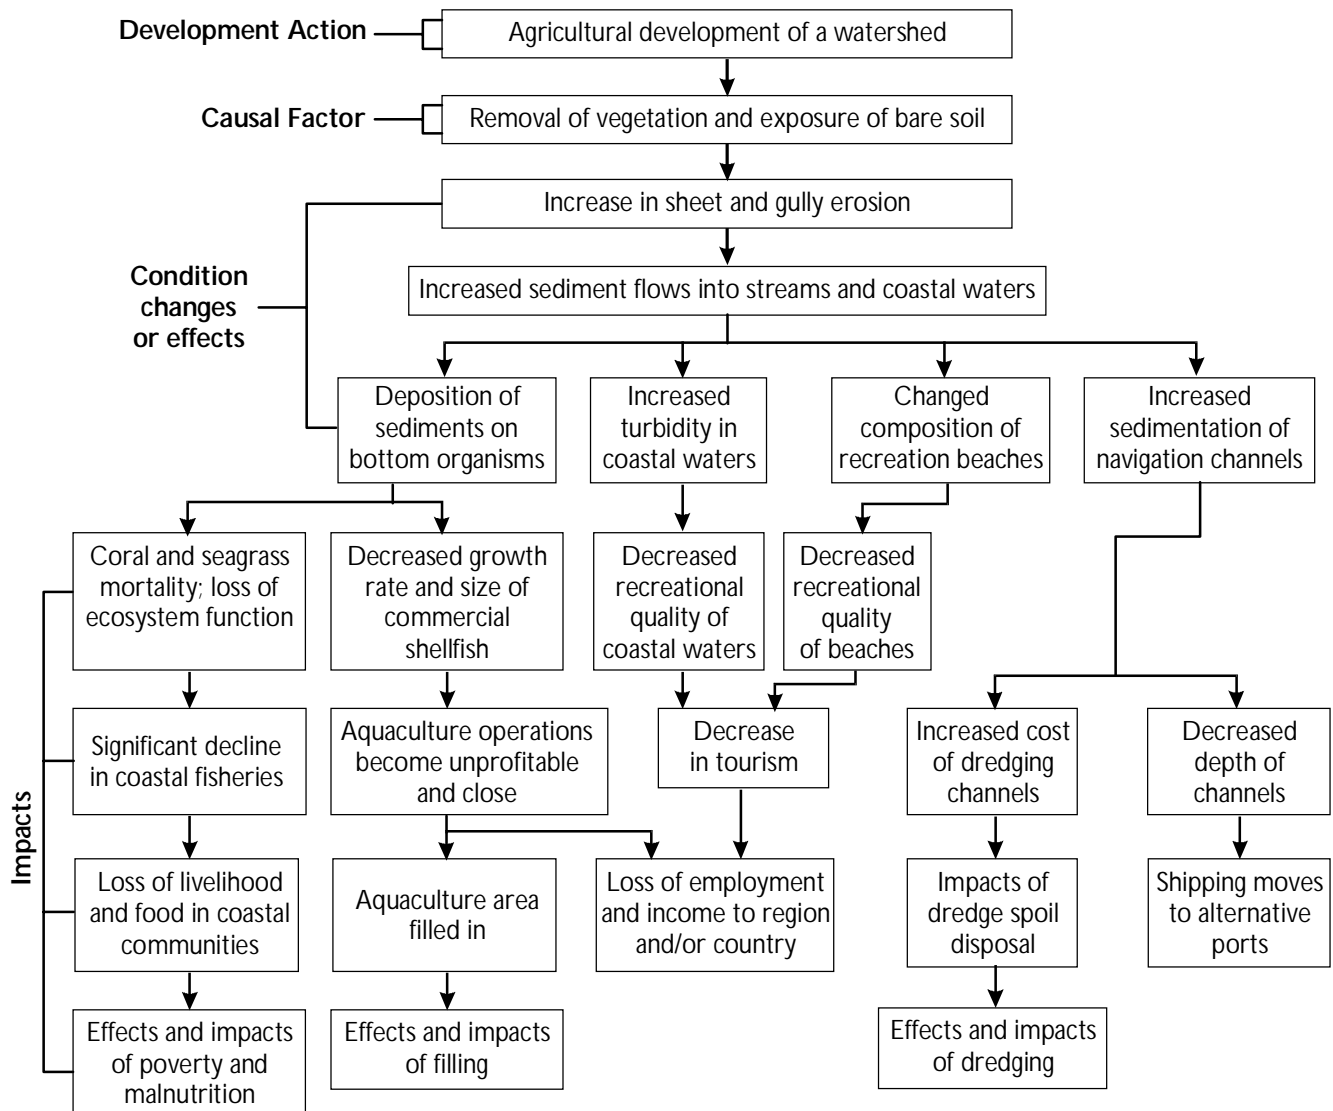 Development Action
Agricultural development of a watershed
Causal Factor
Removal of vegetation and exposure of bare soil
Increase in sheet and gully erosion
Condition
changes
or effects
Increased sediment flows into streams and coastal waters
Deposition of
sediments on
bottom organisms
Increased
turbidity in
coastal waters
Changed
composition of
recreation beaches
Increased
sedimentation of
navigation channels
Coral and seagrass
mortality; loss of
ecosystem function
Decreased growth
rate and size of
commercial
shellfish
Decreased
recreational
quality of
coastal waters
Decreased
recreational
quality
of beaches
Impacts
Significant decline
in coastal fisheries
Aquaculture operations
become unprofitable
and close
Decrease
in tourism
Increased cost
of dredging
channels
Decreased
depth of
channels
Loss of livelihood
and food in coastal
communities
Aquaculture area
filled in
Loss of employment
and income to region
and/or country
Impacts of
dredge spoil
disposal
Shipping moves
to alternative
ports
Effects and impacts
of poverty and
malnutrition
Effects and impacts
of filling
Effects and impacts
of dredging